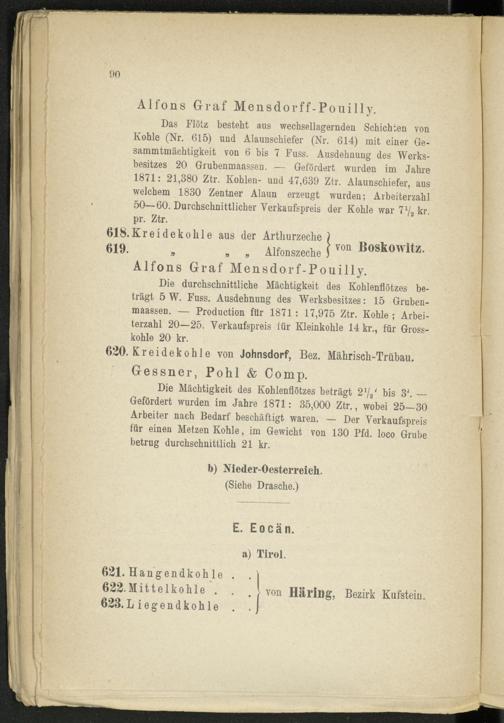 90
Alfons Graf Mensdorff-Pouilly.
Das Flötz besteht aus wechsellagernden Schichten von
Kohle (Nr. 615) und Alaunschiefer (Nr. 614) mit einer Ge-
sammtmächtigkeit von 6 bis 7 Fuss. Ausdehnung des Werks-
besitzes 20 Grubenmaassen. — Gefördert wurden im Jahre
1871: 21,380 Ztr. Kohlen- und 47,639 Ztr. Alaunschiefer, aus
welchem 1830 Zentner Alaun erzeugt wurden; Arbeiterzahl
50—60. Durchschnittlicher Verkaufspreis der Kohle war 7 1/2 kr.
pr. Ztr.
618. Kreidekohle aus der Arthurzeche } von Boskowitz.
619. „ „ „ Alfonszeche
Alfons Graf Mensdorf-Pouilly.
Die durchschnittliche Mächtigkeit des Kohlenflötzes be-
trägt 5 W. Fuss. Ausdehnung des Werksbesitzes: 15 Gruben-
maassen. — Production für 1871: 17,975 Ztr. Kohle; Arbei-
terzahl 20—25. Verkaufspreis für Kleinkohle 14 kr., für Gross-
kohle 20 kr.
620. Kreidekohle von Johnsdorf, Bez. Mährisch-Trübau.
Gessner, Pohl & Comp.
Die Mächtigkeit des Kohlenflötzes beträgt 2 1/2' bis 3'. —
Gefördert wurden im Jahre 1871: 35,000 Ztr., wobei 25—30
Arbeiter nach Bedarf beschäftigt waren. — Der Verkaufspreis
für einen Metzen Kohle, im Gewicht von 130 Pfd. loco Grube
betrug durchschnittlich 21 kr.
b) Nieder-Oesterreich.
(Siehe Drasche.)
E. Eocän.
a) Tirol.
621. Hangendkohle . .
622. Mittelkohle . . . } von Häring, Bezirk Kufstein.
623. Liegendkohle . .